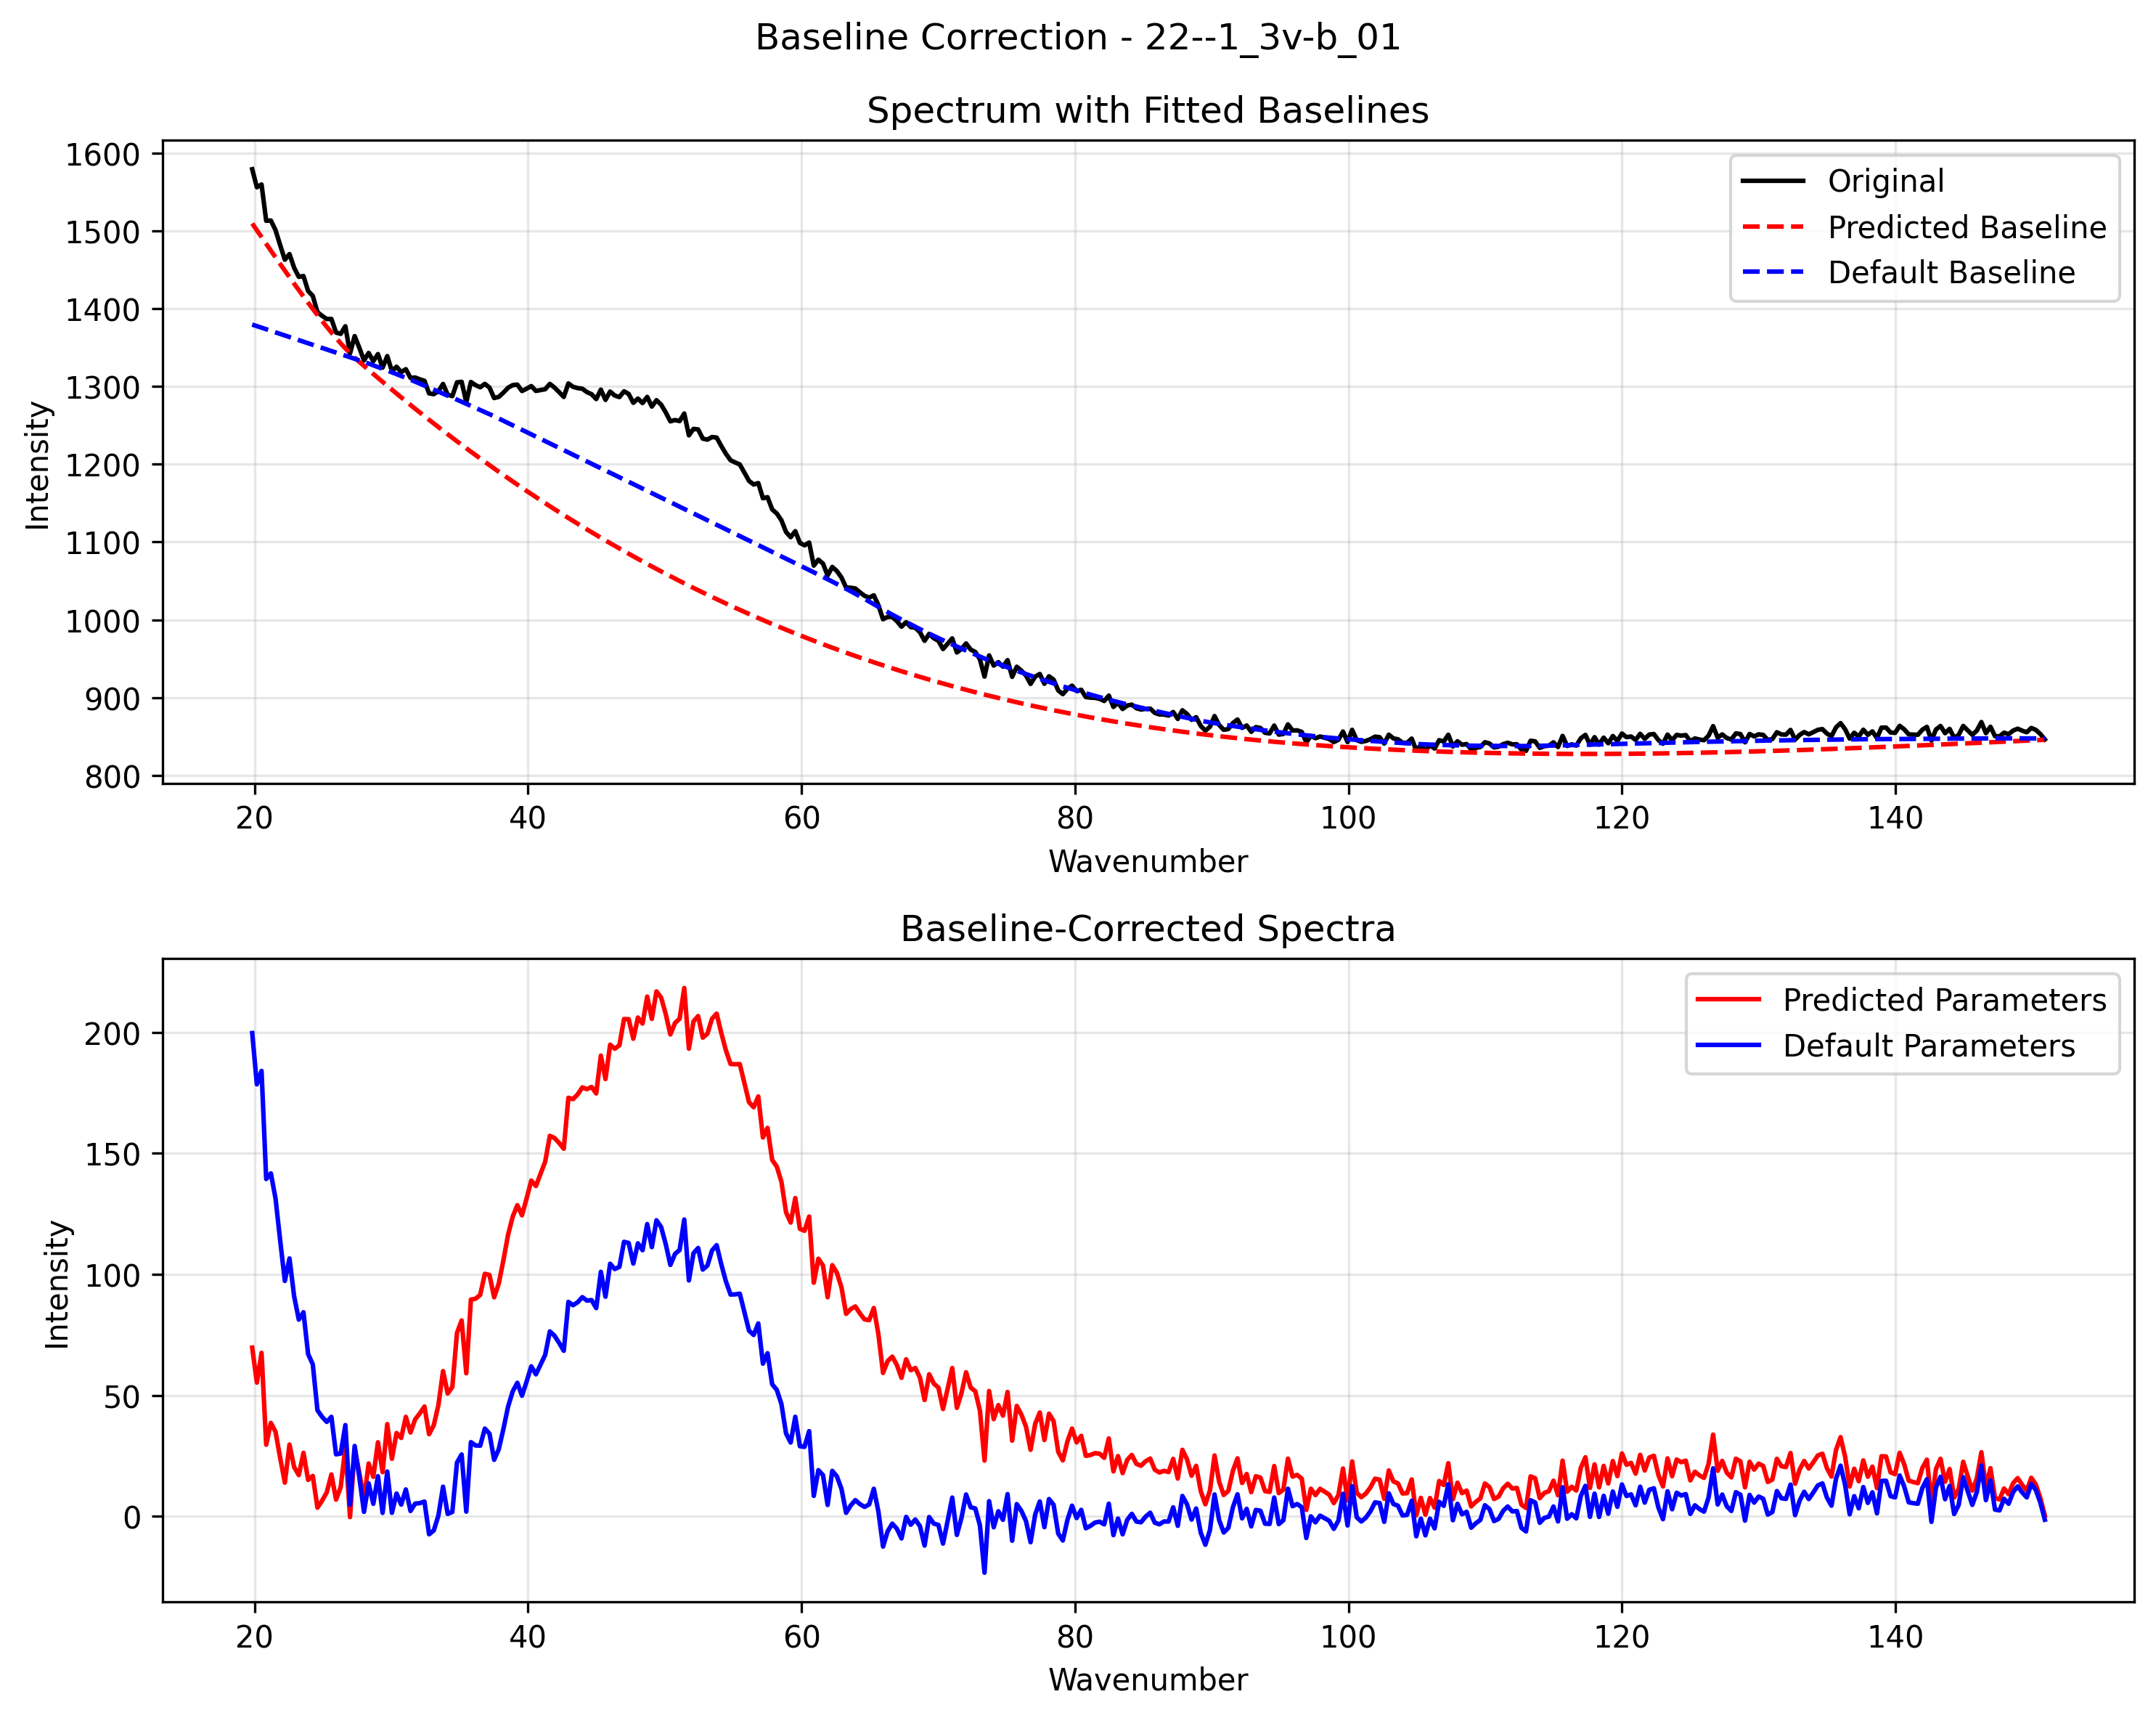 Baseline Correction - 22--1_3v-b_01
Spectrum with Fitted Baselines
1600
1500
1400
1300
1200
1100
1000
900
800
Intensity
Original
Predicted Baseline
Default Baseline
20 40 60 80 100 120 140
Wavenumber
Baseline-Corrected Spectra
200
150
100
50
0
Intensity
Predicted Parameters
Default Parameters
20 40 60 80 100 120 140
Wavenumber